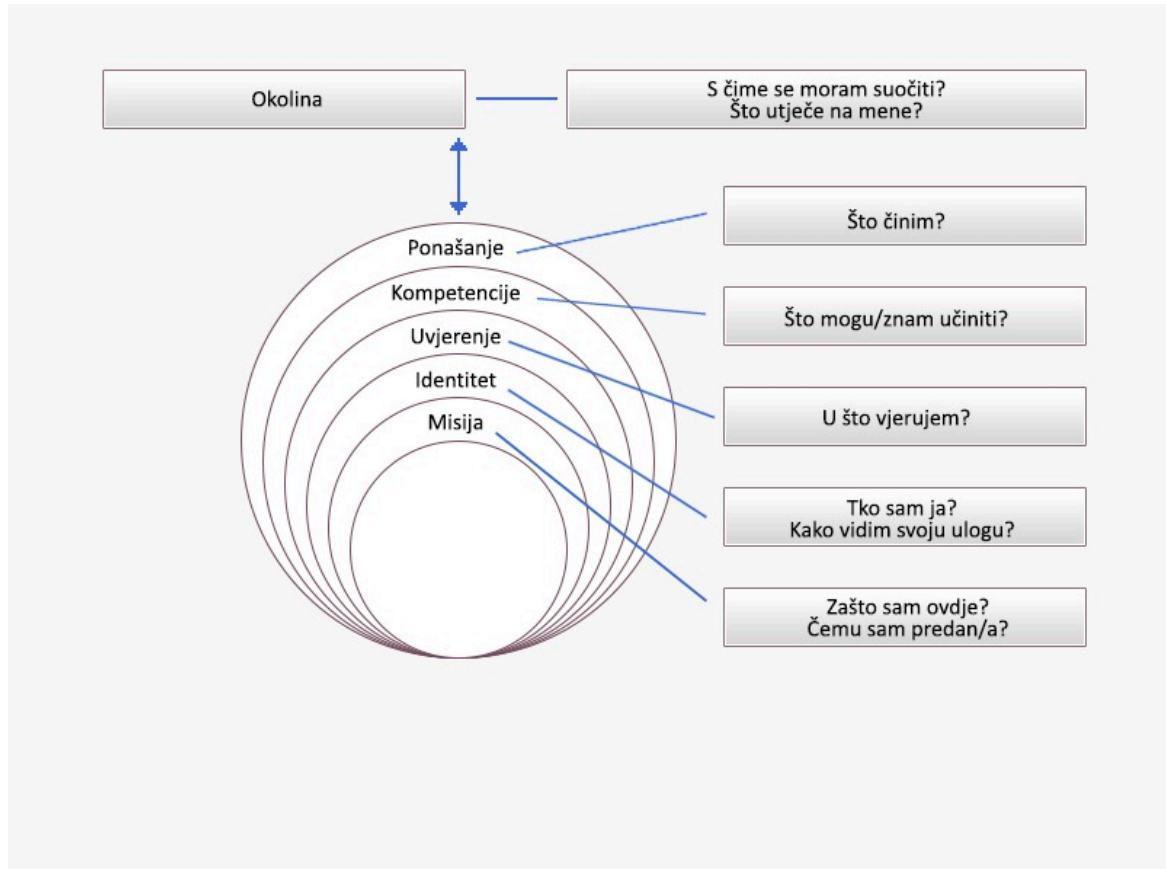 Okolina
S čime se moram suočiti?
Što utječe na mene?
Ponašanje
Što činim?
Kompetencije
Što mogu/znam učiniti?
Uvjerenje
U što vjerujem?
Identitet
Tko sam ja?
Kako vidim svoju ulogu?
Misija
Zašto sam ovdje?
Čemu sam predan/a?